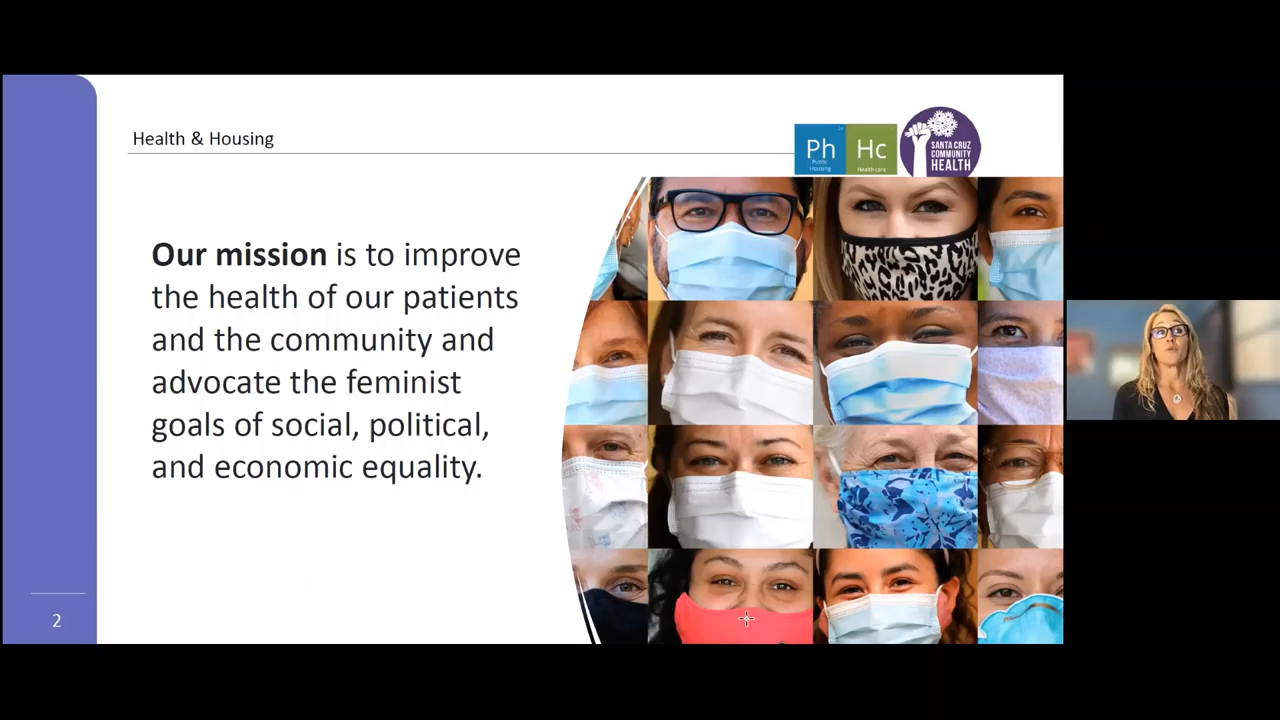 Health & Housing
Ph
Public
Housing
Hc
Health care
SANTA CRUZ
COMMUNITY
HEALTH
Our mission is to improve
the health of our patients
and the community and
advocate the feminist
goals of social, political,
and economic equality.
2